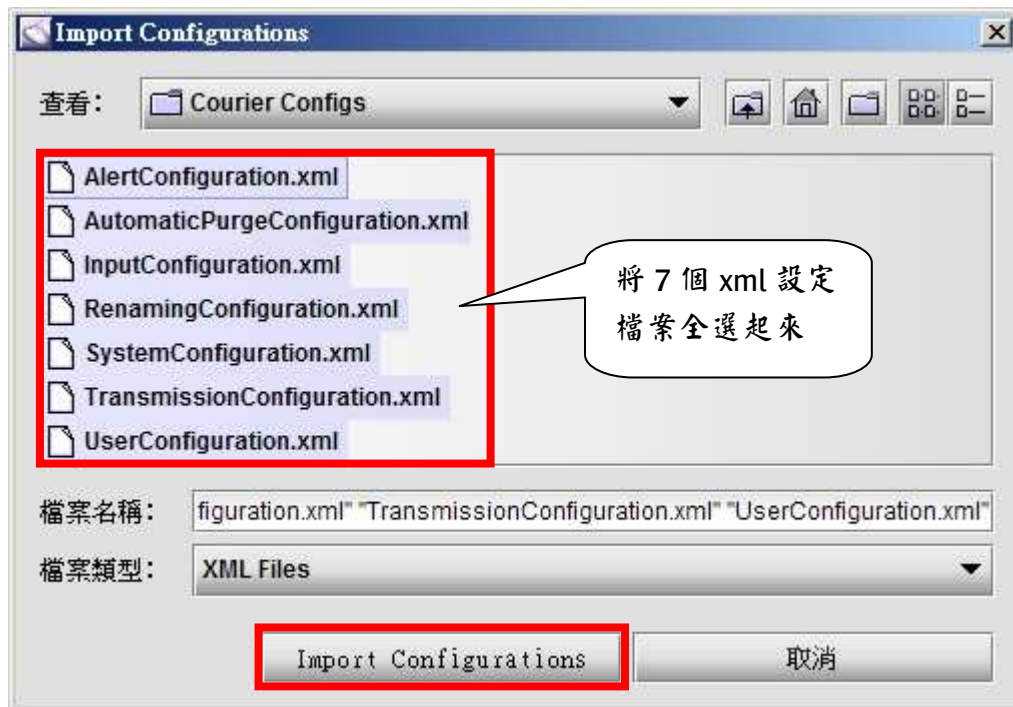 Import Configurations
查看:
Courier Configs
AlertConfiguration.xml
AutomaticPurgeConfiguration.xml
InputConfiguration.xml
RenamingConfiguration.xml
SystemConfiguration.xml
TransmissionConfiguration.xml
UserConfiguration.xml
將 7 個 xml 設定
檔案全選起來
檔案名稱: figuration.xml" "TransmissionConfiguration.xml" "UserConfiguration.xml"
檔案類型: XML Files
Import Configurations 取消